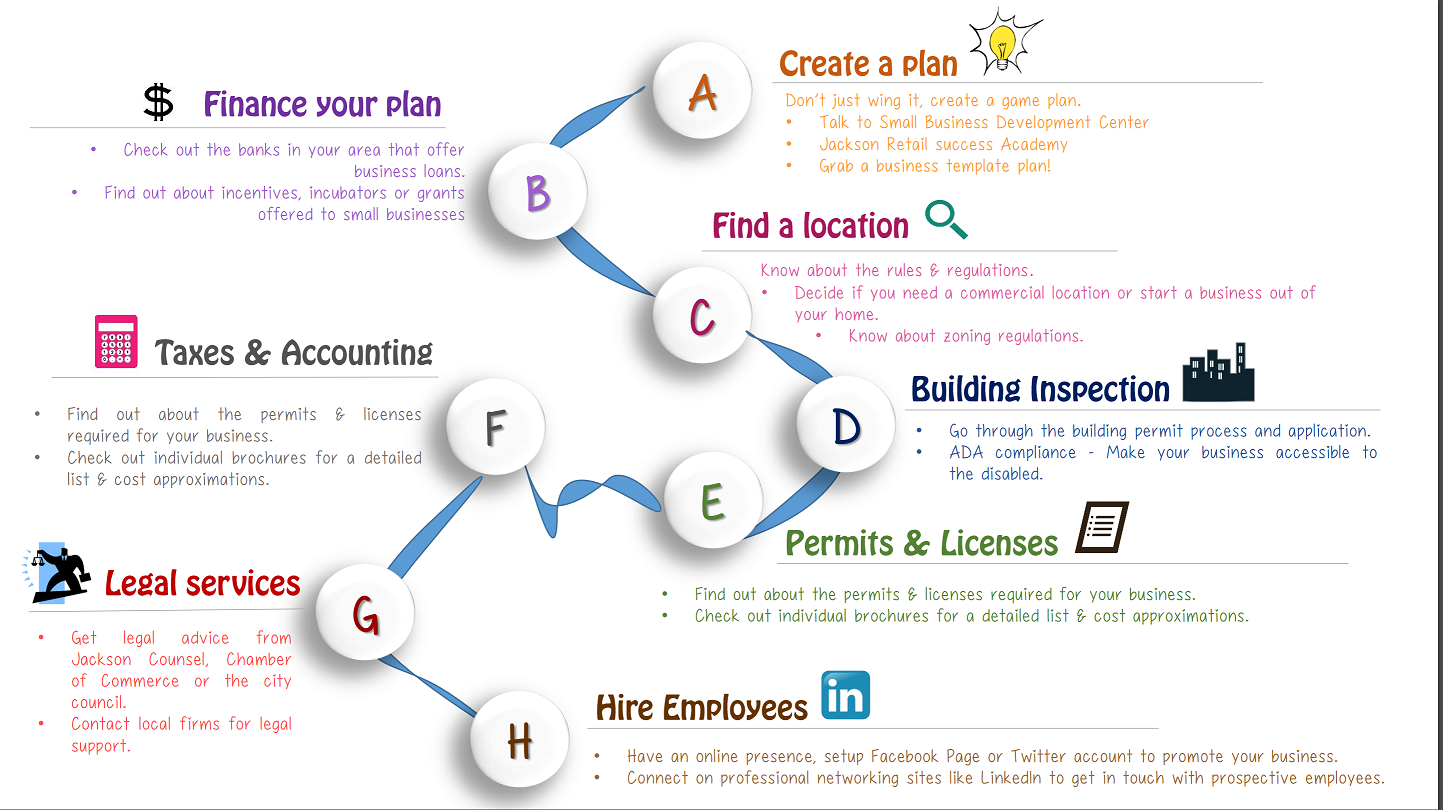 A
Create a plan
Don't just wing it, create a game plan.
• Talk to Small Business Development Center
• Jackson Retail success Academy
• Grab a business template plan!
$ Finance your plan
• Check out the banks in your area that offer
business loans.
• Find out about incentives, incubators or grants
offered to small businesses
B
Find a location
Know about the rules & regulations.
• Decide if you need a commercial location or start a business out of
your home.
• Know about zoning regulations.
C
Building Inspection
• Go through the building permit process and application.
• ADA compliance - Make your business accessible to
the disabled.
D
E
Permits & Licenses
• Find out about the permits & licenses required for your business.
• Check out individual brochures for a detailed list & cost approximations.
Taxes & Accounting
• Find out about the permits & licenses
required for your business.
• Check out individual brochures for a detailed
list & cost approximations.
F
Legal services
• Get legal advice from
Jackson Counsel, Chamber
of Commerce or the city
council.
• Contact local firms for legal
support.
G
H
Hire Employees
in
• Have an online presence, setup Facebook Page or Twitter account to promote your business.
• Connect on professional networking sites like LinkedIn to get in touch with prospective employees.